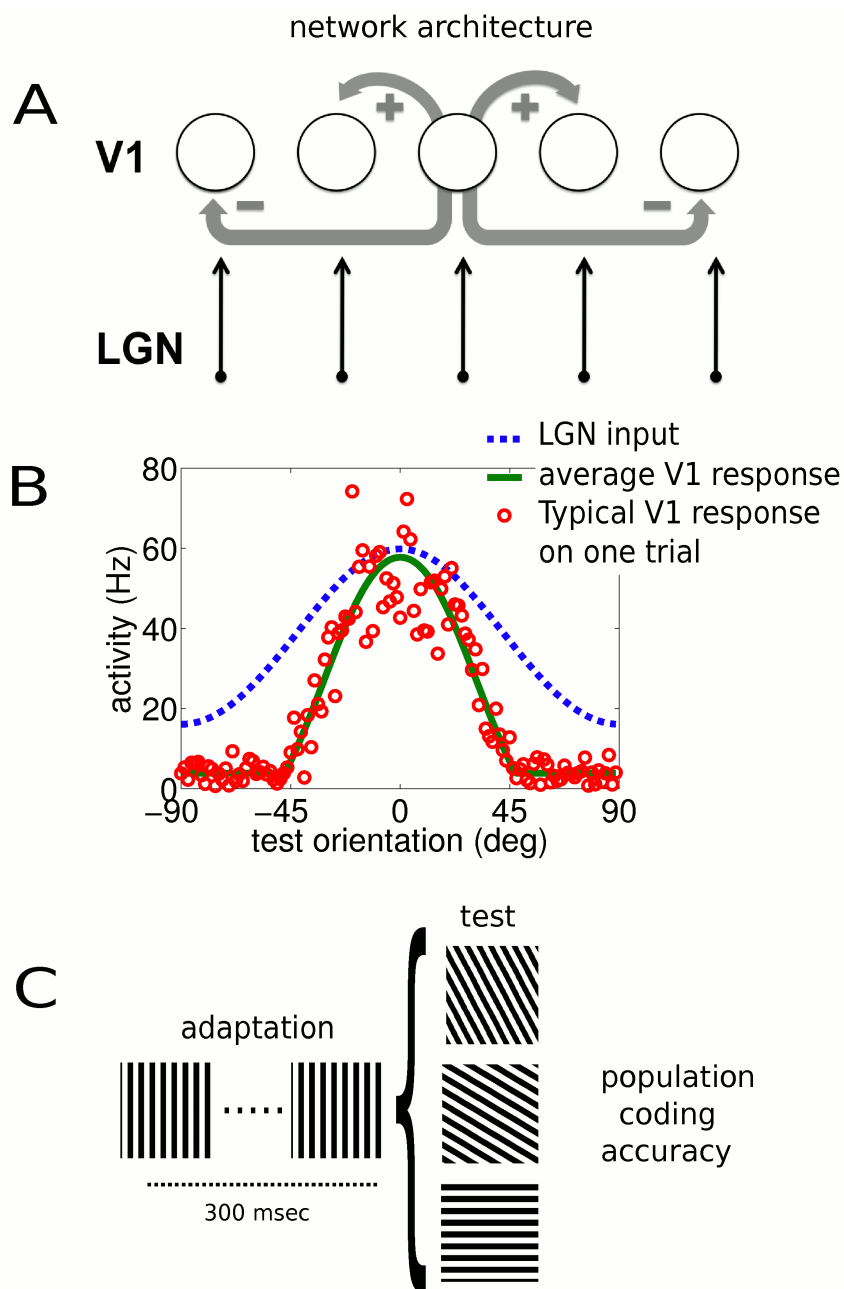 network architecture
A
V1
+ +
− −
LGN
B
LGN input
average V1 response
Typical V1 response
on one trial
80
60
40
20
0
activity (Hz)
−90 −45 0 45 90
test orientation (deg)
C
test
adaptation
population
coding
accuracy
300 msec